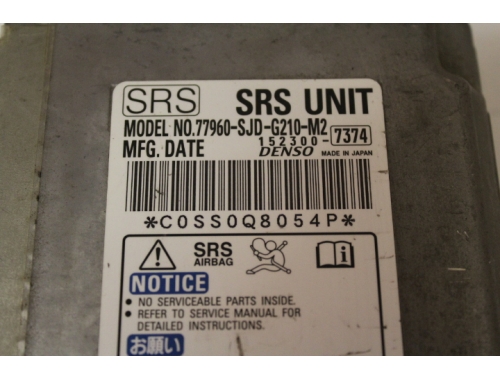 SRS SRS UNIT
MODEL NO.77960-SJD-G210-M2
152300-7374
MFG. DATE DENSO MADE IN JAPAN
*C0SS0Q8054P*
SRS
AIRBAG
NOTICE
• NO SERVICEABLE PARTS INSIDE.
• REFER TO SERVICE MANUAL FOR
DETAILED INSTRUCTIONS.
お願い